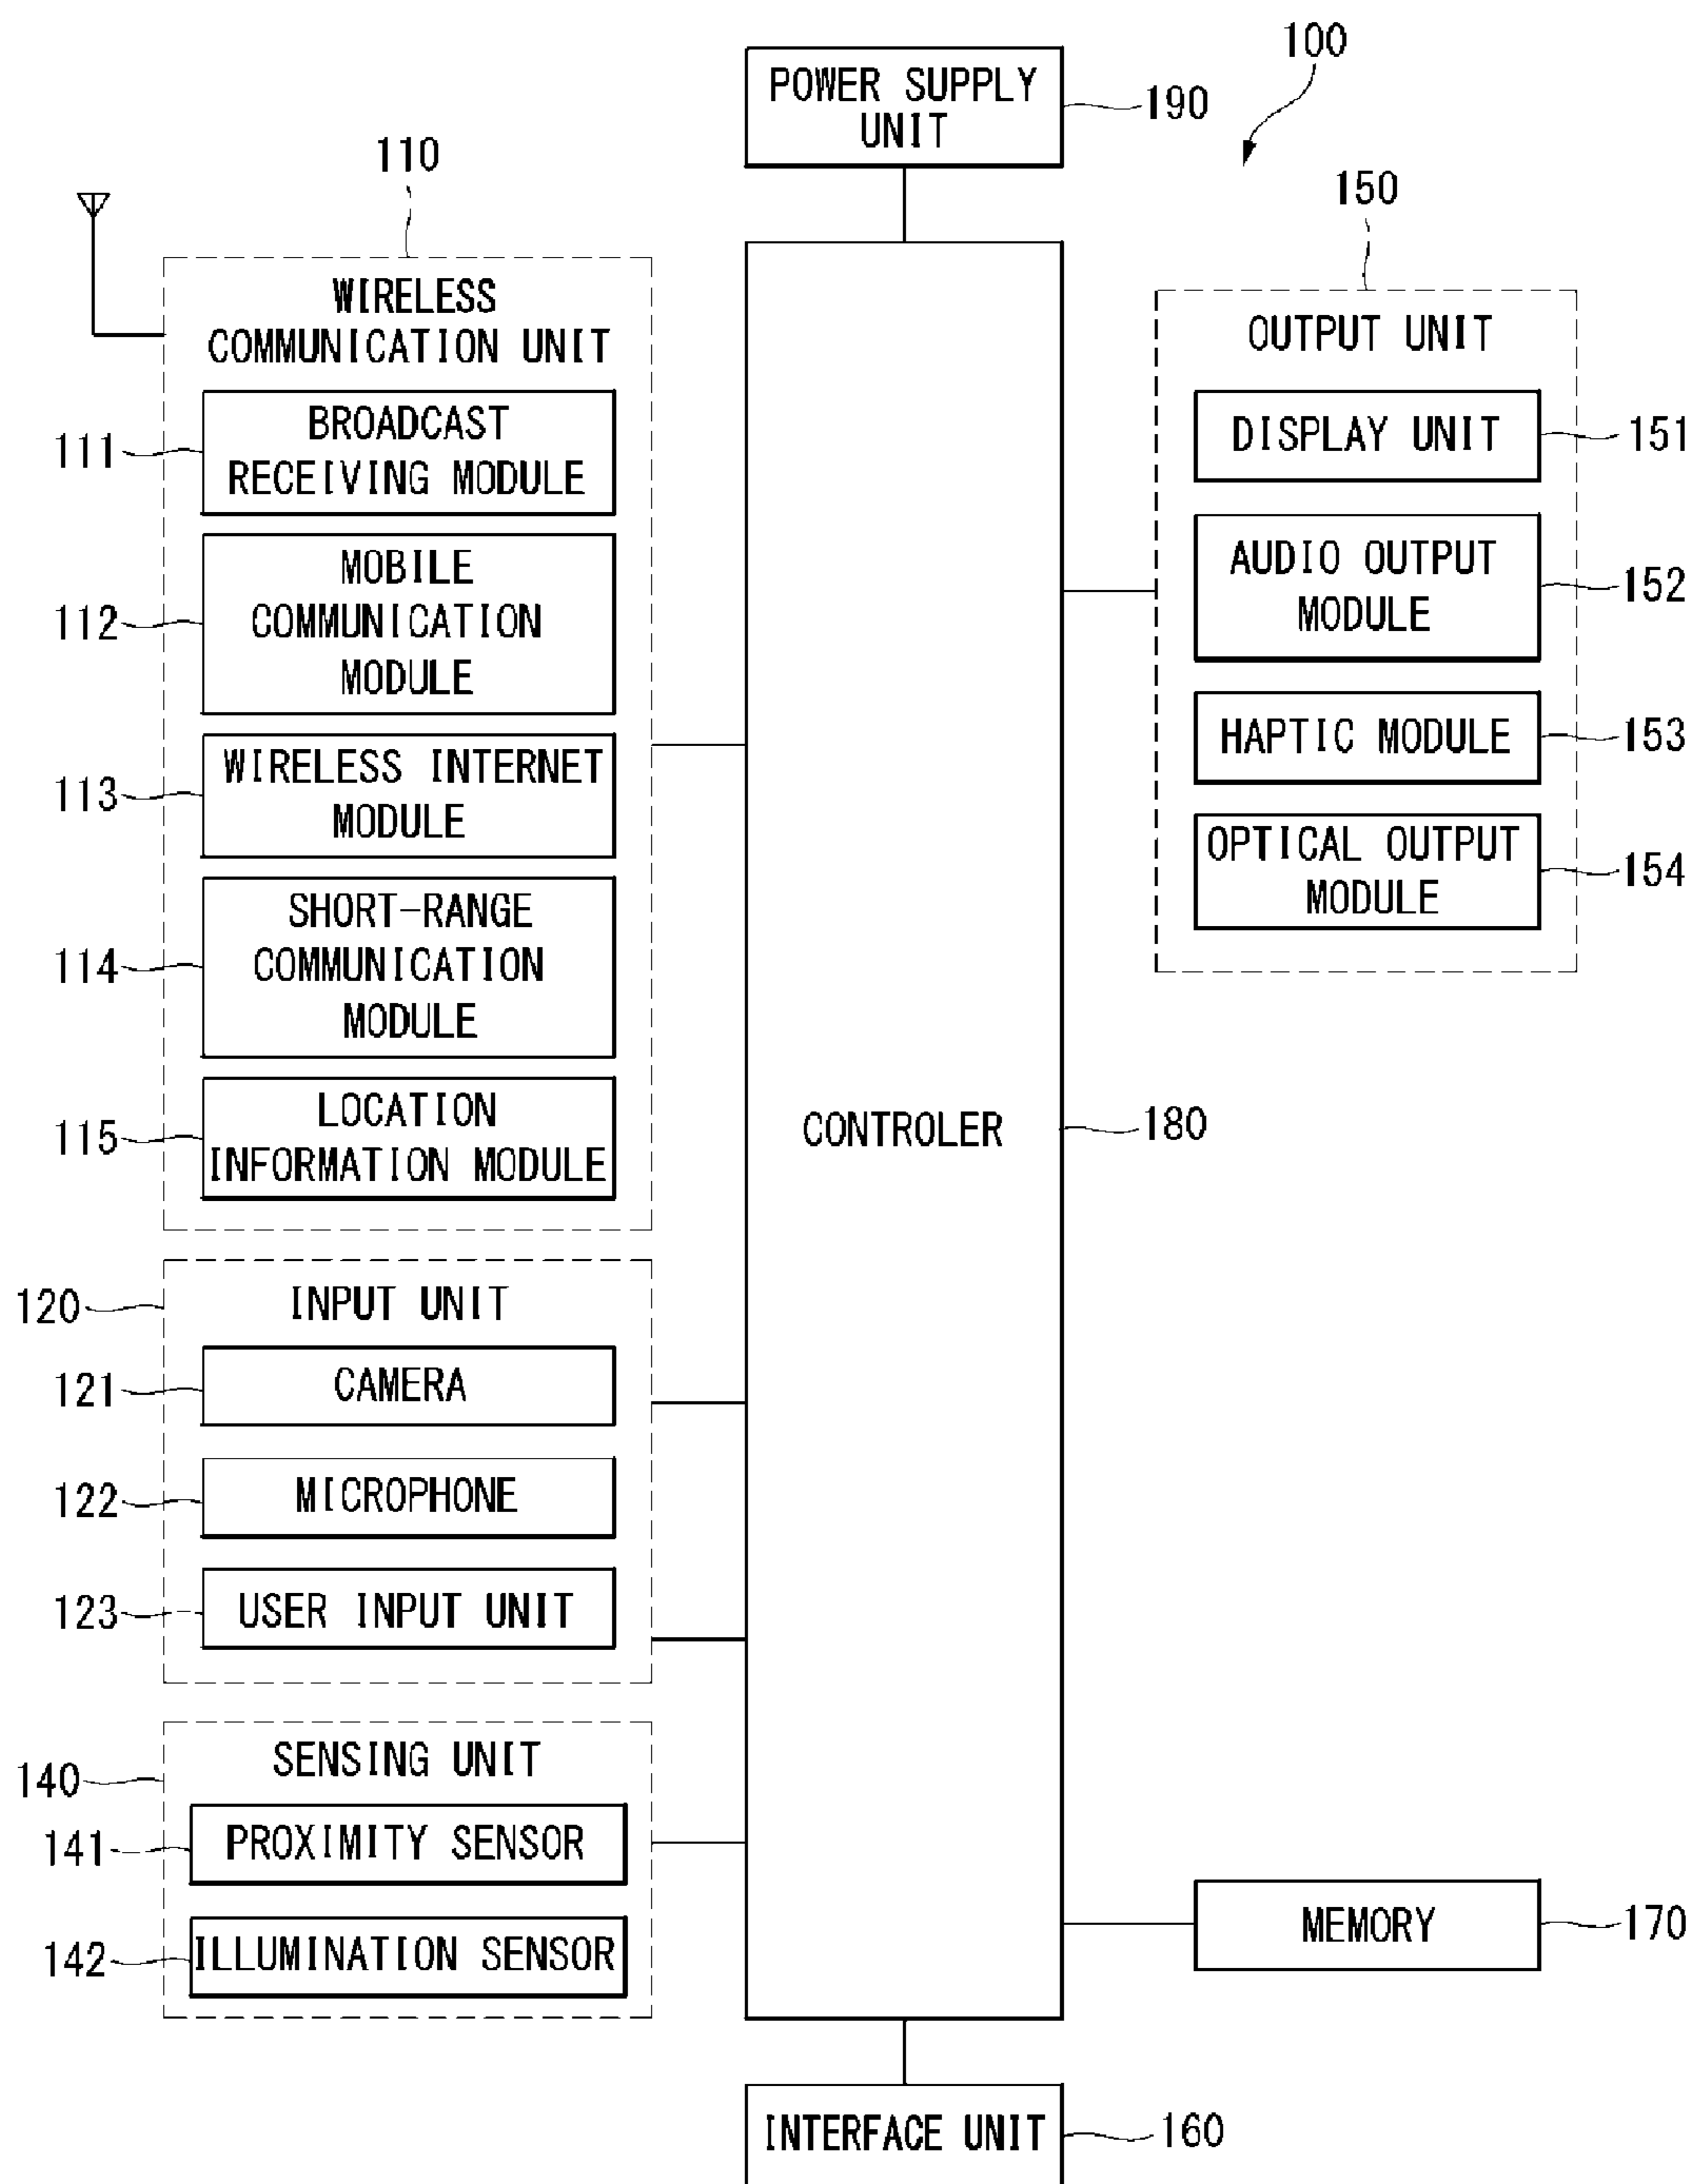 100
POWER SUPPLY
UNIT
190
110
150
WIRELESS
COMMUNICATION UNIT
BROADCAST
RECEIVING MODULE
111
MOBILE
COMMUNICATION
MODULE
112
WIRELESS INTERNET
MODULE
113
SHORT-RANGE
COMMUNICATION
MODULE
114
LOCATION
INFORMATION MODULE
115
INPUT UNIT
120
CAMERA
121
MICROPHONE
122
USER INPUT UNIT
123
SENSING UNIT
140
PROXIMITY SENSOR
141
ILLUMINATION SENSOR
142
CONTROLER
180
OUTPUT UNIT
DISPLAY UNIT
151
AUDIO OUTPUT
MODULE
152
HAPTIC MODULE
153
OPTICAL OUTPUT
MODULE
154
MEMORY
170
INTERFACE UNIT
160